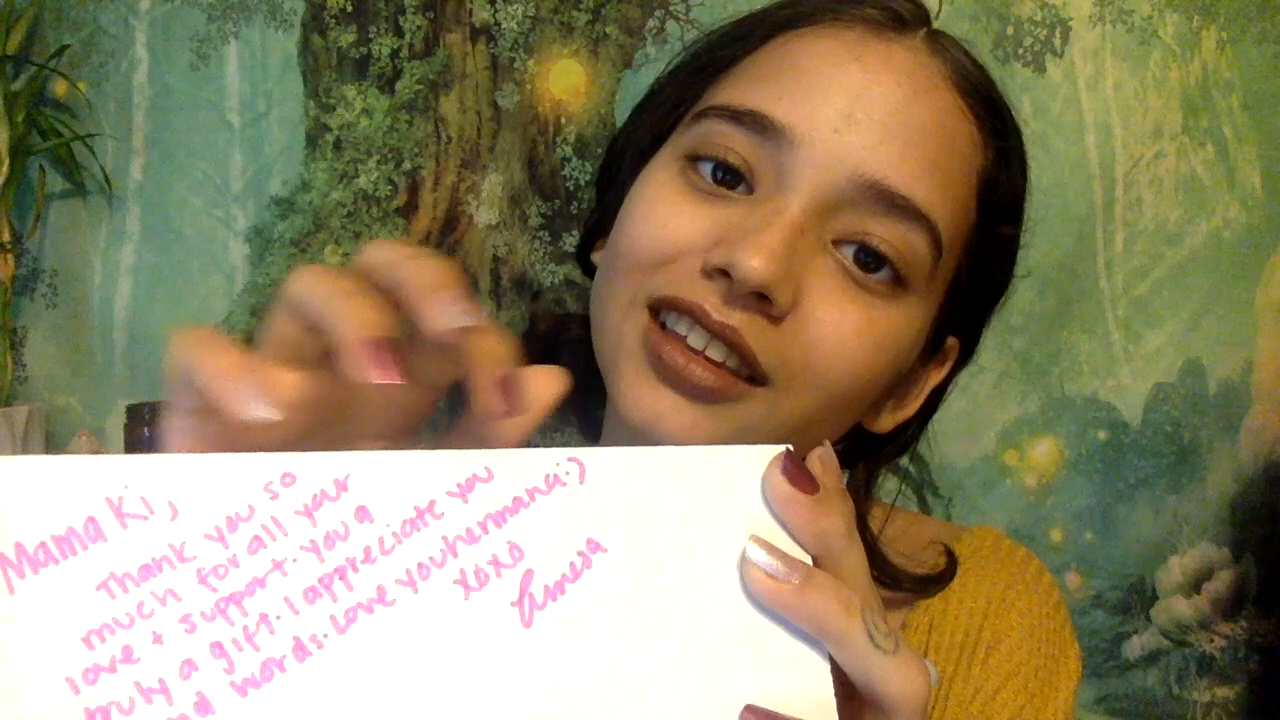 Mama Ki,
Thank you so
much for all your
love + support. You a
truly a gift. I appreciate you
nd words. Love you hermana:)
xoxo